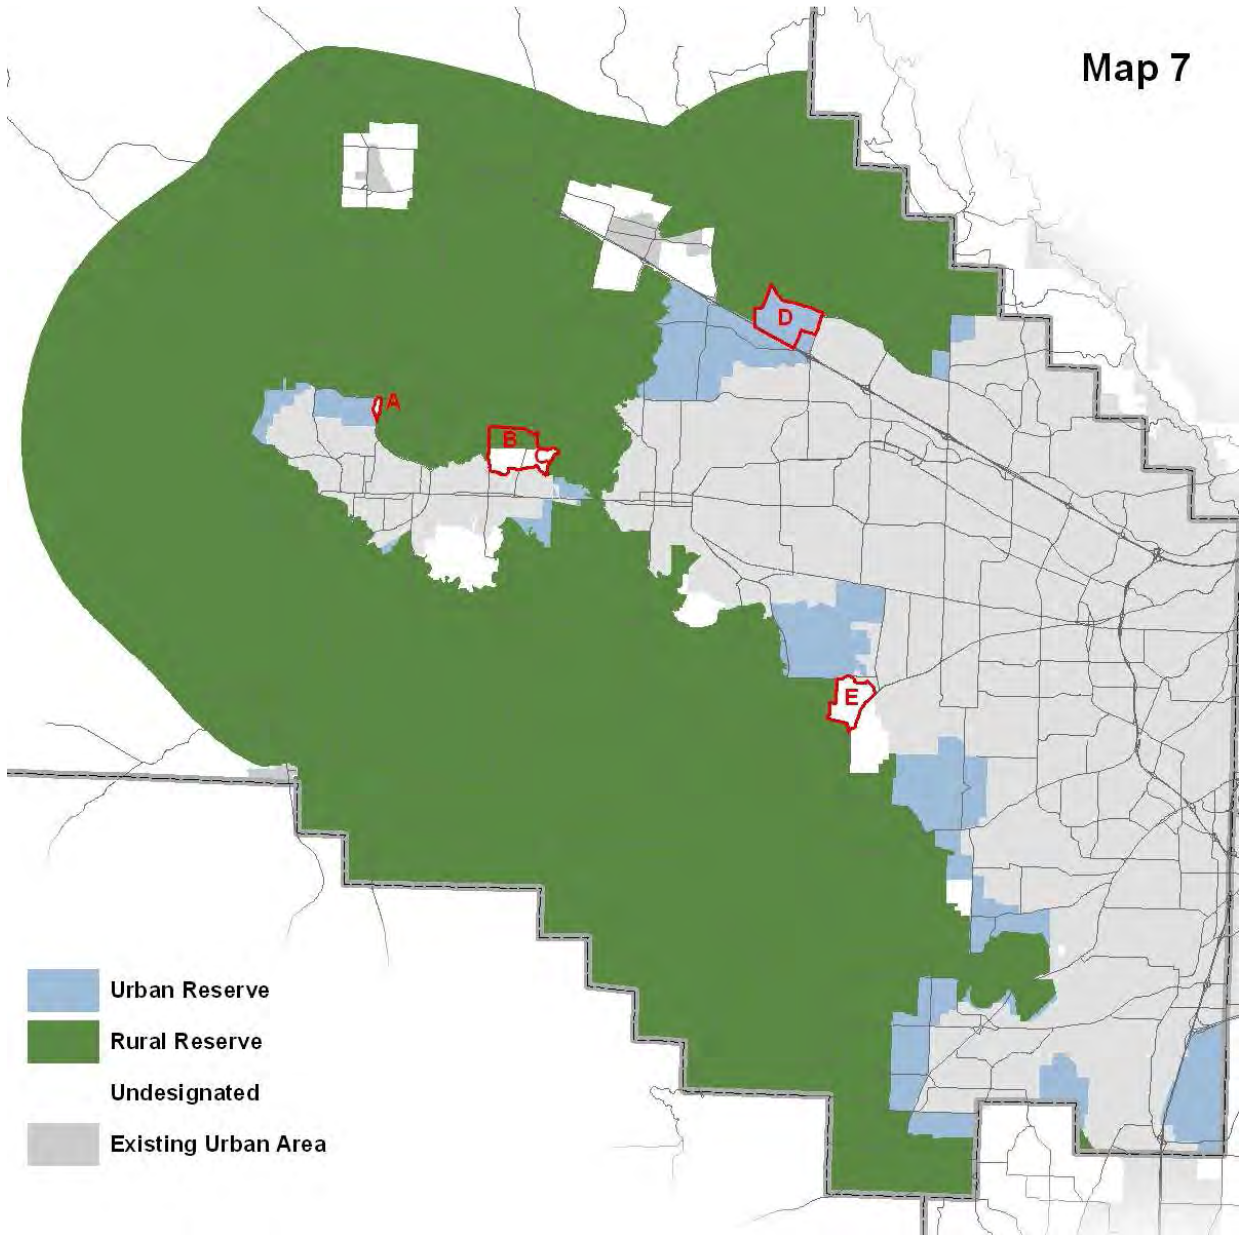 Map 7
D
A
B
E
Urban Reserve
Rural Reserve
Undesignated
Existing Urban Area